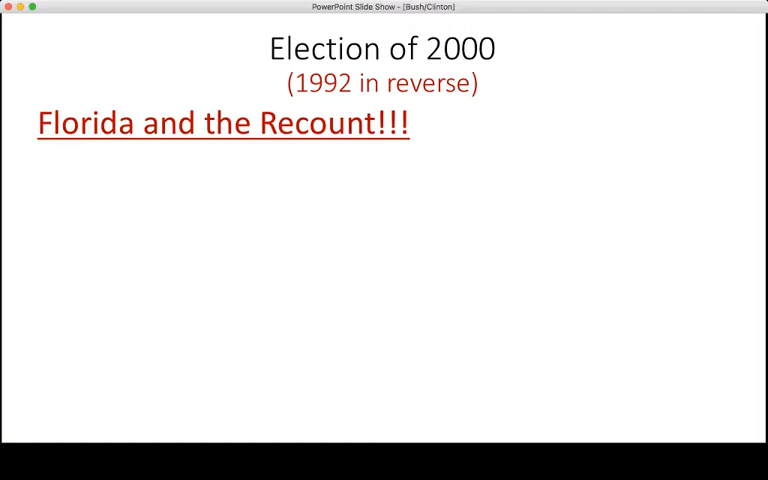 PowerPoint Slide Show - [Bush/Clinton]
Election of 2000
(1992 in reverse)
Florida and the Recount!!!